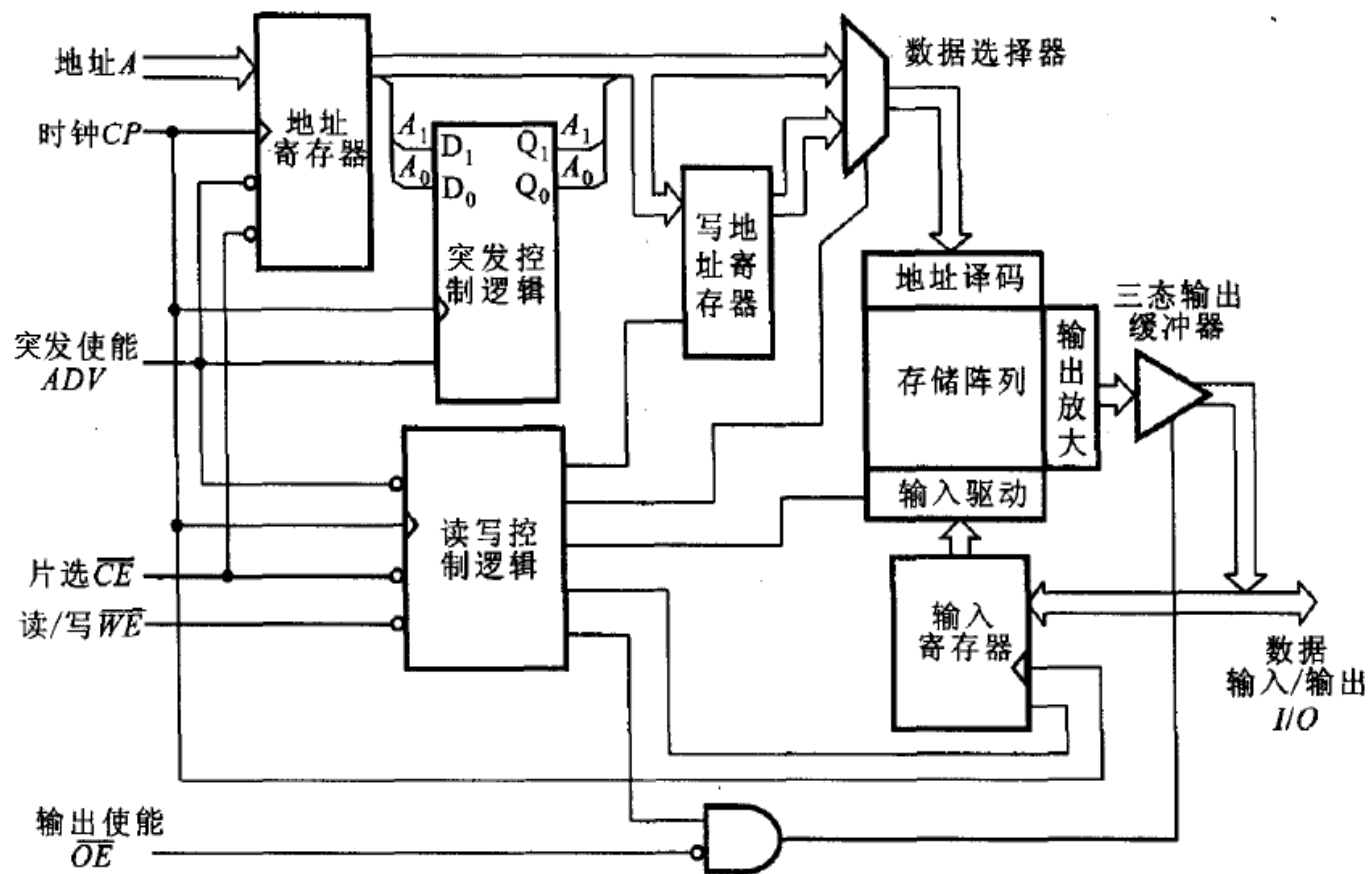 地址A
时钟CP
突发使能
ADV
片选CE
读/写WE
输出使能
OE
地址
寄存器
A₁
A₀
D₁
D₀
Q₁
Q₀
A₁
A₀
突发控
制逻辑
读写控
制逻辑
写地
址寄
存器
数据选择器
地址译码
存储阵列
输出放大
输入驱动
输入
寄存器
三态输出
缓冲器
数据
输入/输出
I/O